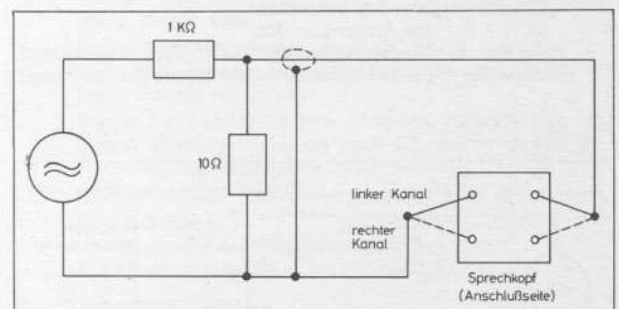 1 KΩ
10Ω
linker Kanal
rechter
Kanal
Sprechkopf
(Anschlußseite)